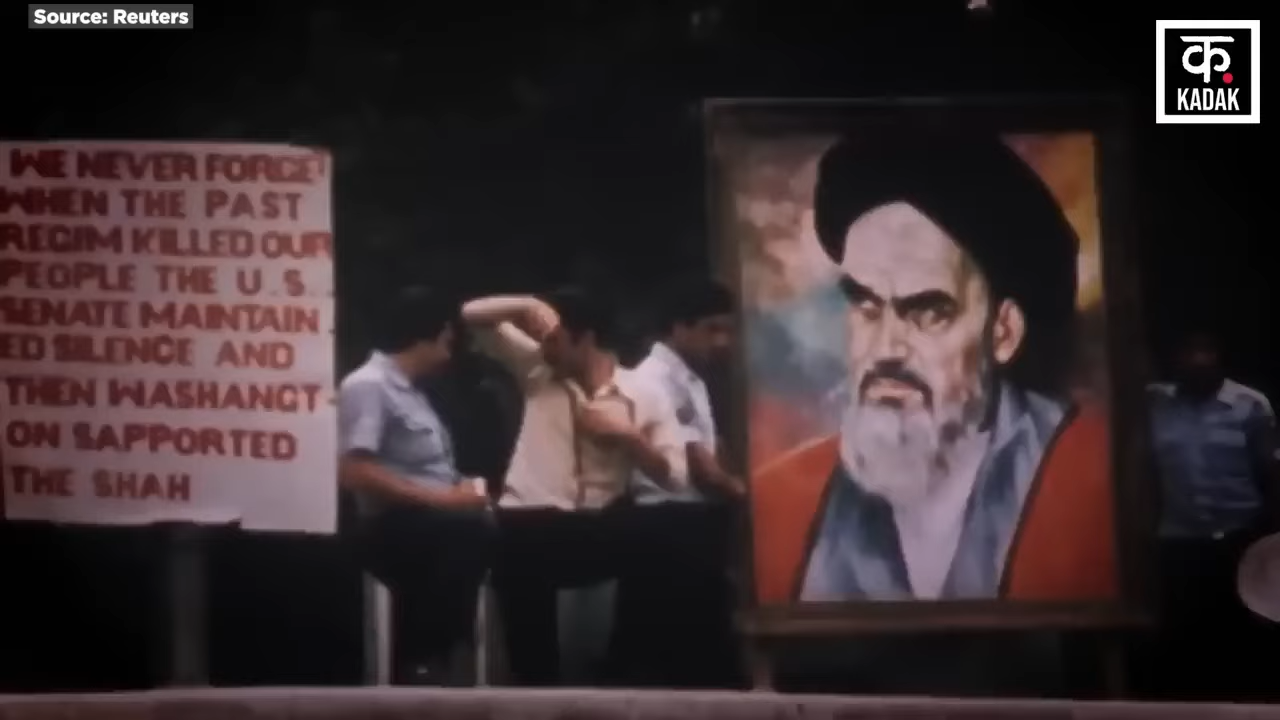 Source: Reuters
क.
KADAK
WE NEVER FORGET
WHEN THE PAST
REGIM KILLED OUR
PEOPLE THE U.S.
SENATE MAINTAIN
ED SILENCE AND
THEN WASHANGT
ON SAPPORTED
THE SHAH